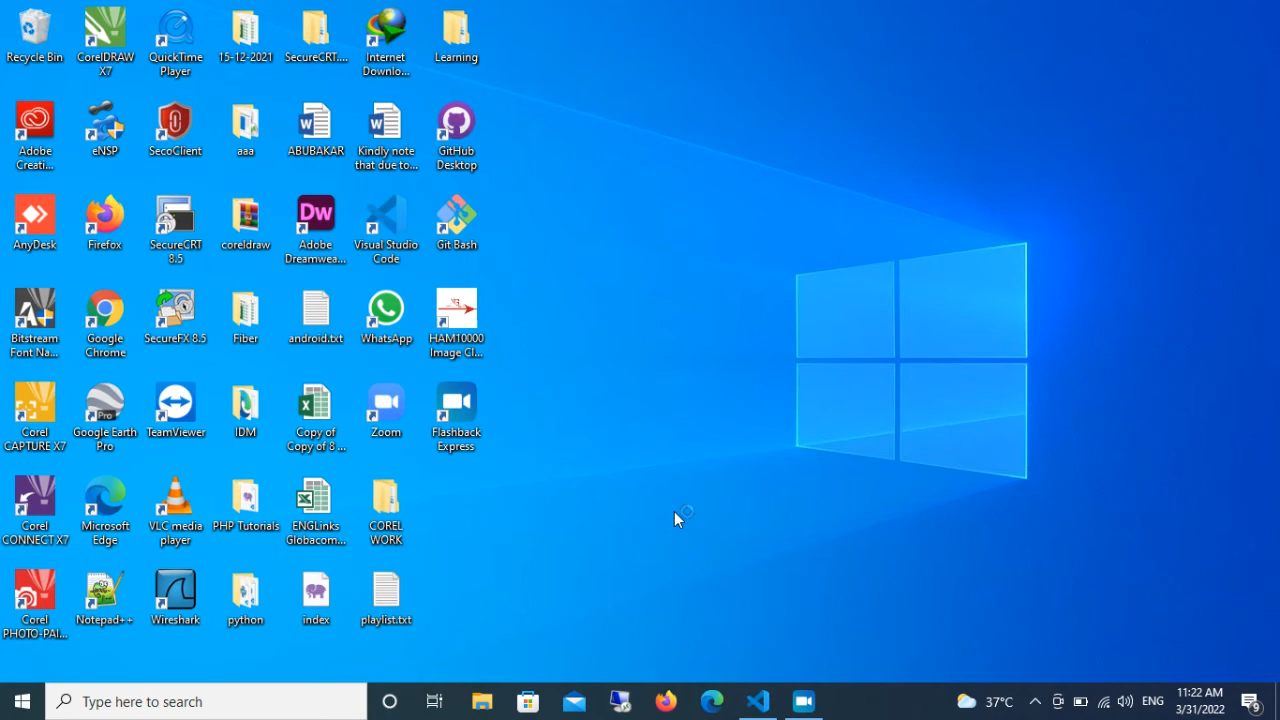 Recycle Bin
CorelDRAW
X7
QuickTime
Player
15-12-2021
SecureCRT....
Internet
Downlo...
Learning
Adobe
Creati...
eNSP
SecoClient
aaa
ABUBAKAR
Kindly note
that due to...
GitHub
Desktop
AnyDesk
Firefox
SecureCRT
8.5
coreldraw
Dw
Adobe
Dreamwea...
Visual Studio
Code
Git Bash
Bitstream
Font Na...
Google
Chrome
SecureFX 8.5
Fiber
android.txt
WhatsApp
HAM10000
Image Cl...
Corel
CAPTURE X7
Pro
Google Earth
Pro
TeamViewer
IDM
Copy of
Copy of 8 ...
Zoom
Flashback
Express
Corel
CONNECT X7
Microsoft
Edge
VLC media
player
PHP Tutorials
ENGLinks
Globacom...
COREL
WORK
Corel
PHOTO-PAI...
Notepad++
Wireshark
python
index
playlist.txt
Type here to search
37°C
ENG
11:22 AM
3/31/2022
9